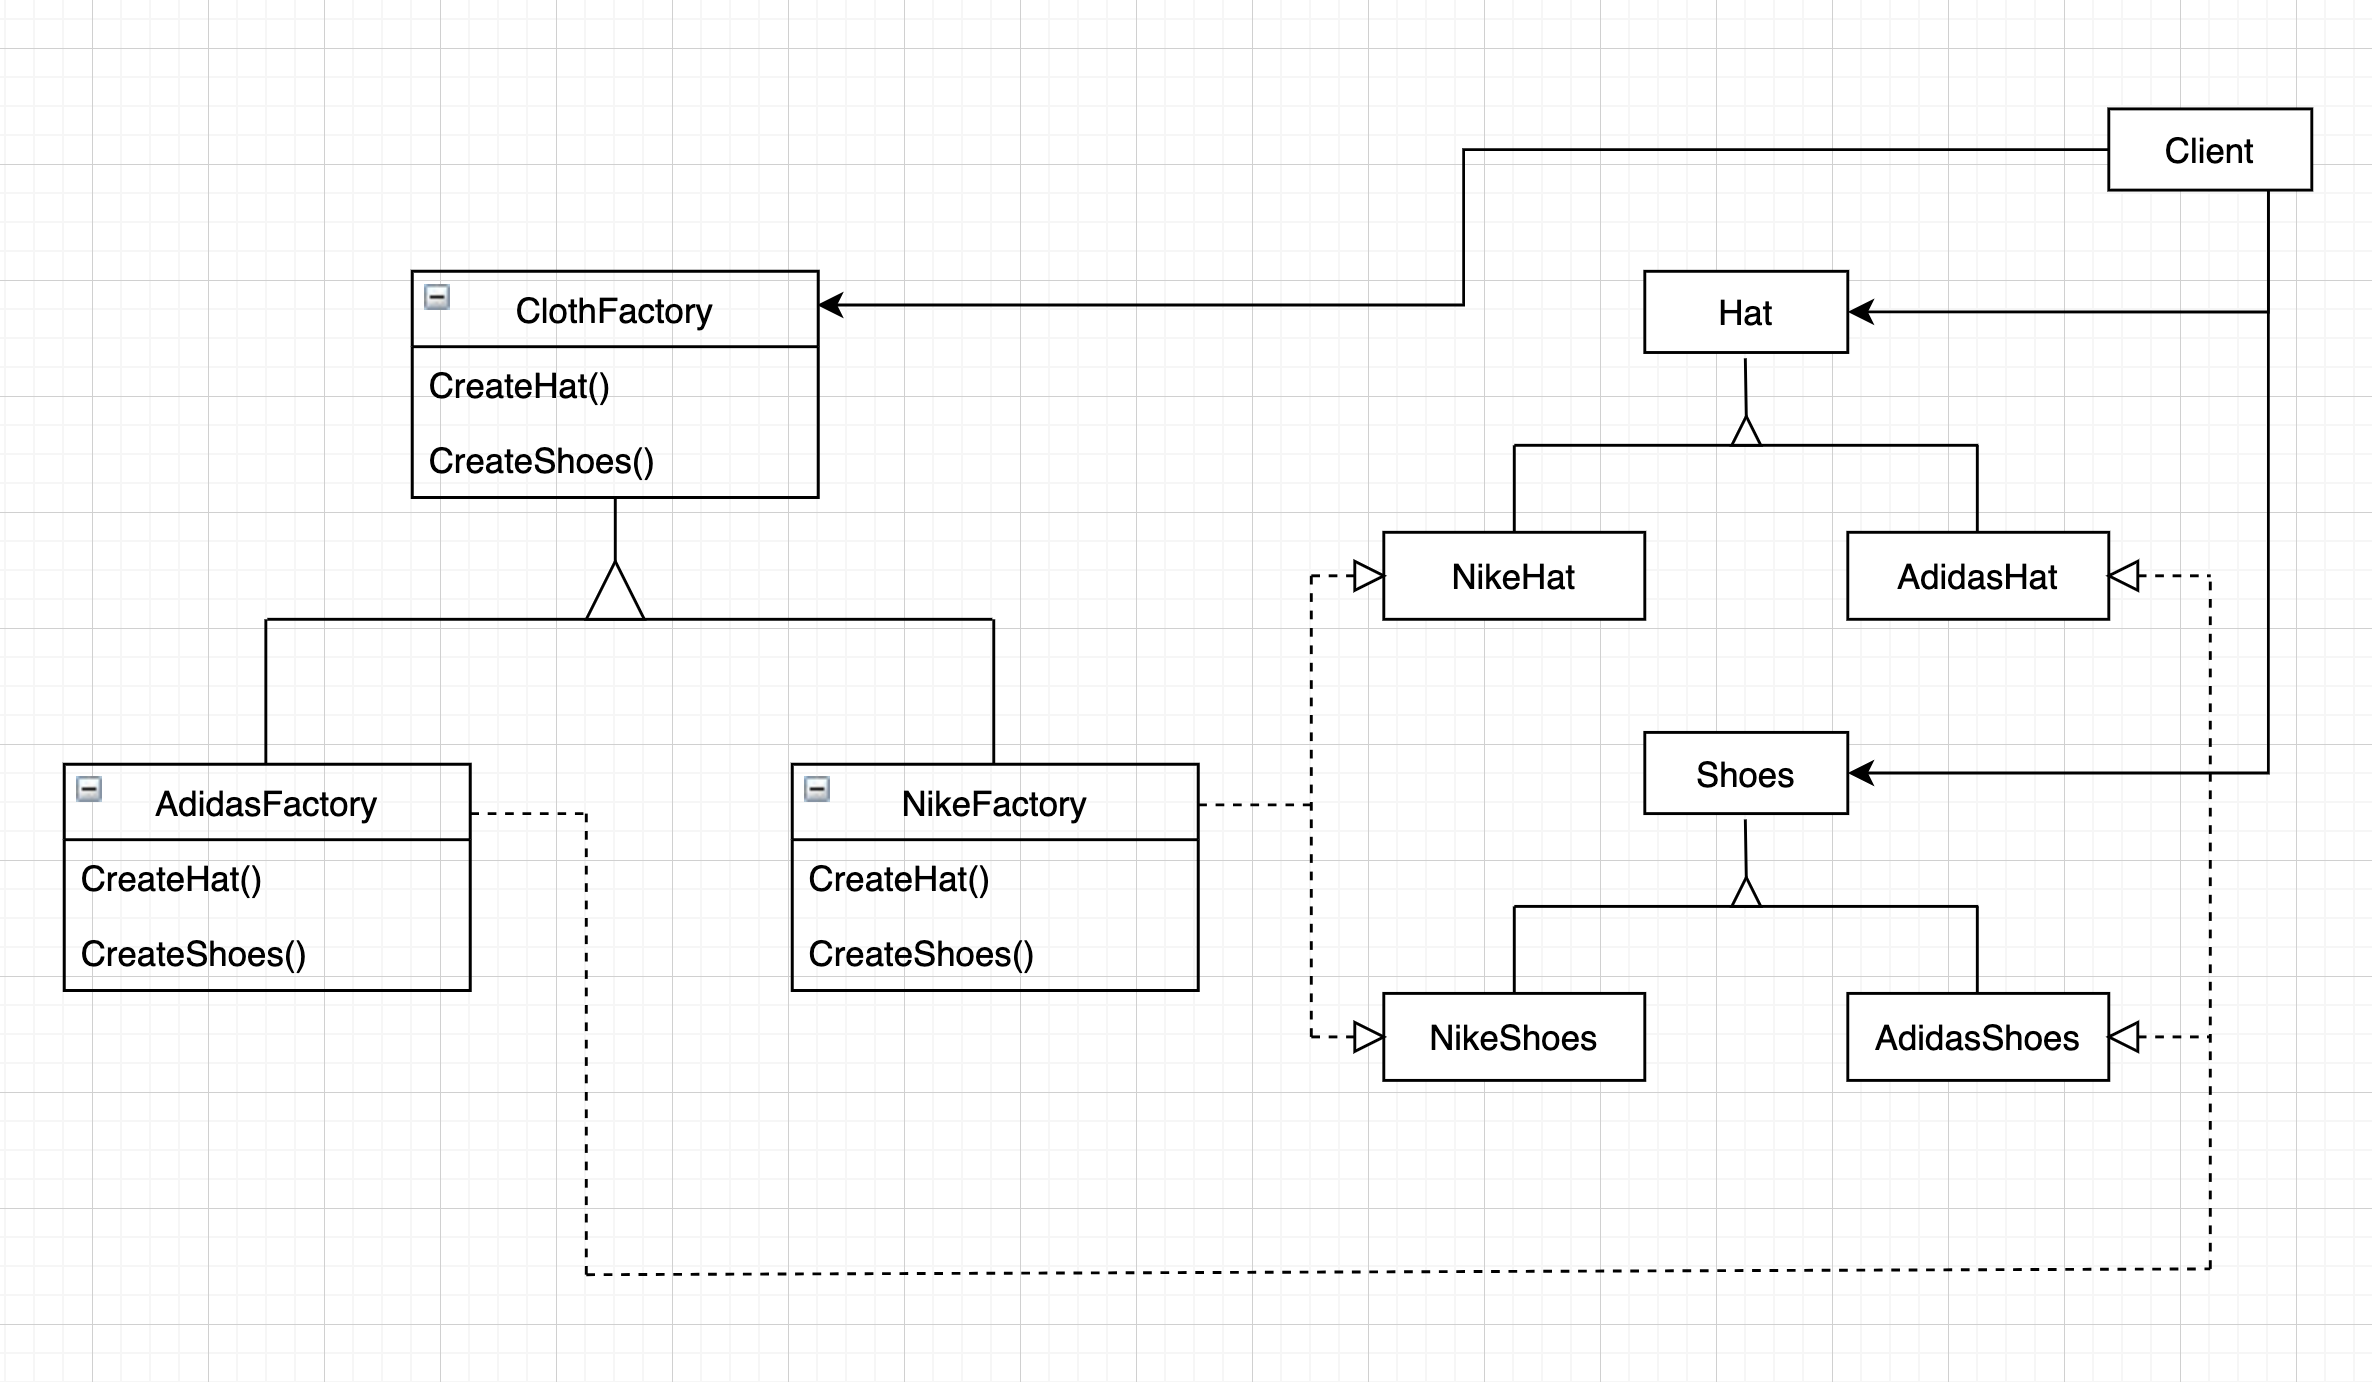 Client
ClothFactory
CreateHat()
CreateShoes()
Hat
NikeHat
AdidasHat
Shoes
AdidasFactory
CreateHat()
CreateShoes()
NikeFactory
CreateHat()
CreateShoes()
NikeShoes
AdidasShoes